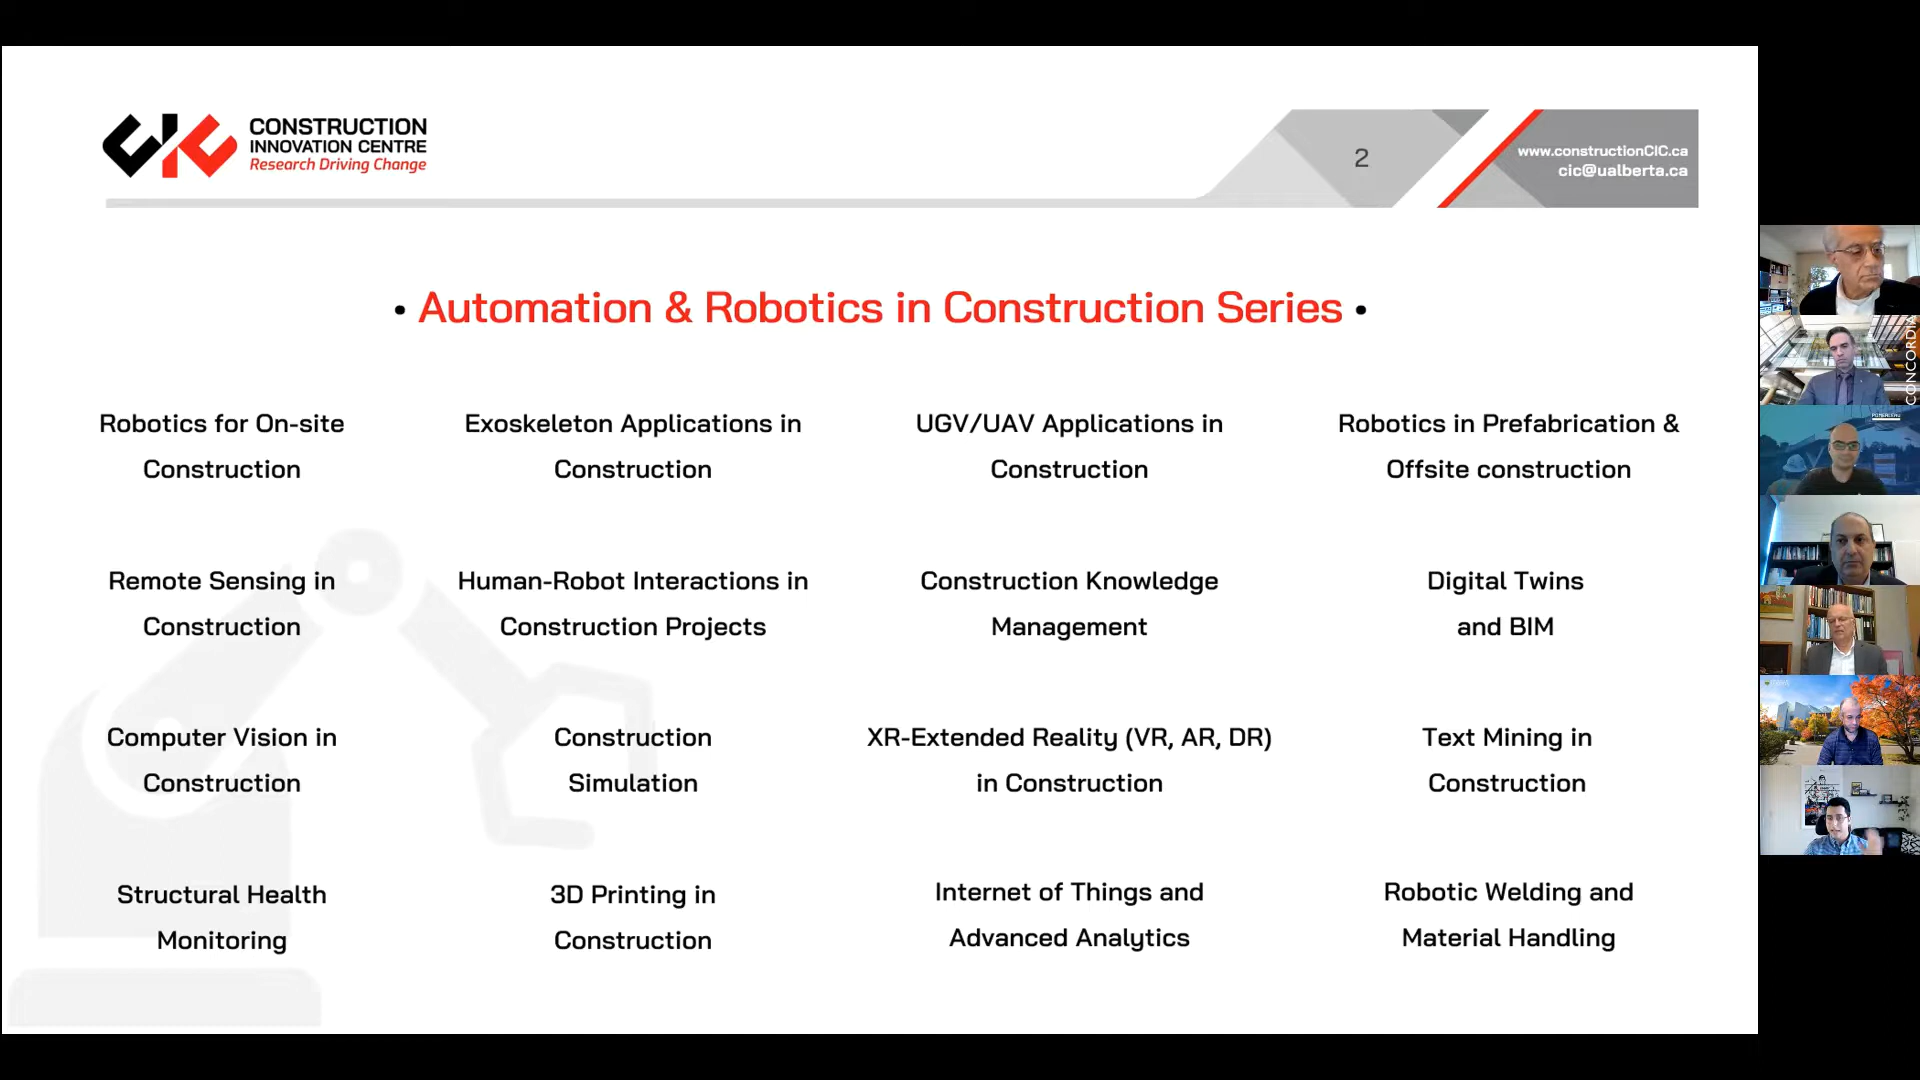 CONSTRUCTION
INNOVATION CENTRE
Research Driving Change
2
www.constructionCIC.ca
cic@ualberta.ca
• Automation & Robotics in Construction Series •
Robotics for On-site
Construction
Exoskeleton Applications in
Construction
UGV/UAV Applications in
Construction
Robotics in Prefabrication &
Offsite construction
Remote Sensing in
Construction
Human-Robot Interactions in
Construction Projects
Construction Knowledge
Management
Digital Twins
and BIM
Computer Vision in
Construction
Construction
Simulation
XR-Extended Reality (VR, AR, DR)
in Construction
Text Mining in
Construction
Structural Health
Monitoring
3D Printing in
Construction
Internet of Things and
Advanced Analytics
Robotic Welding and
Material Handling
CONCORDIA
POMERLEAU